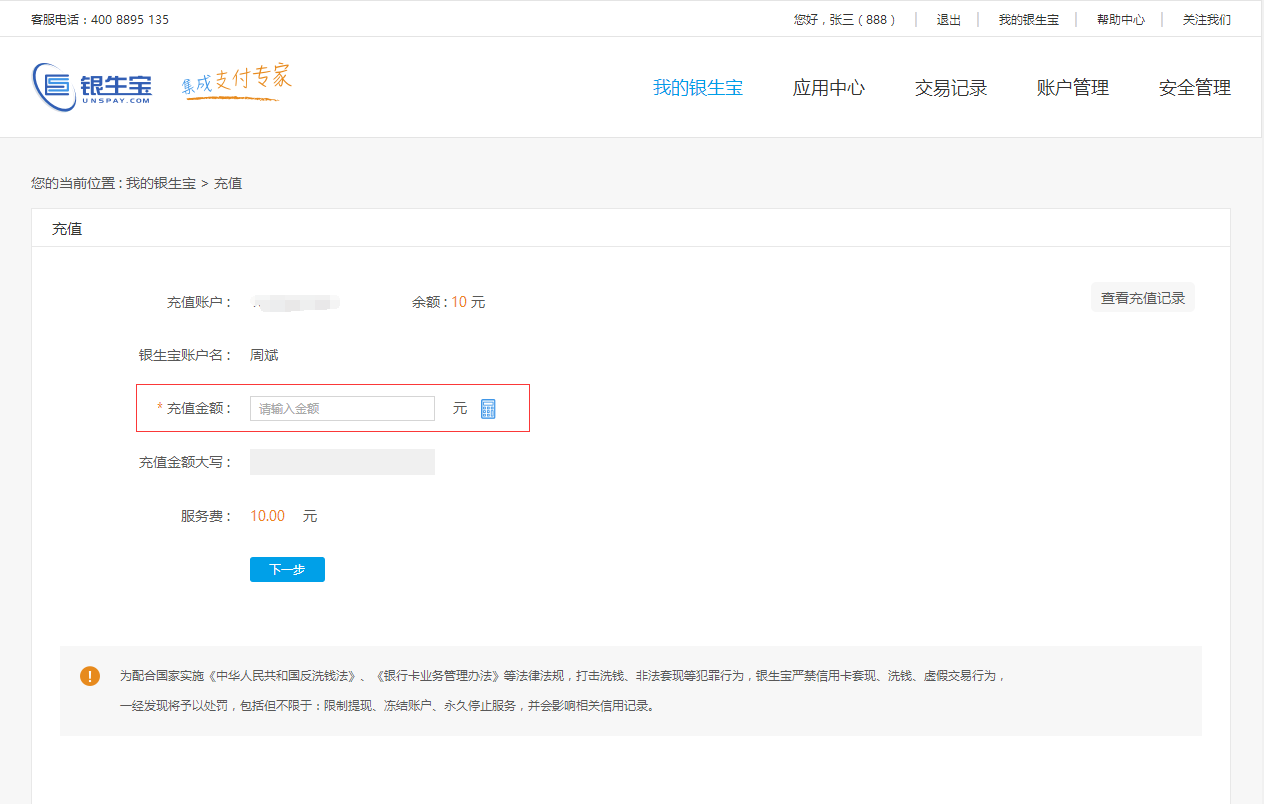 客服电话：400 8895 135
您好，张三（888） 退出 我的银生宝 帮助中心 关注我们
银生宝 UNSPAY.COM 集成支付专家
我的银生宝 应用中心 交易记录 账户管理 安全管理
您的当前位置 : 我的银生宝 > 充值
充值
充值账户： 余额 : 10 元 查看充值记录
银生宝账户名： 周斌
* 充值金额： 请输入金额 元
充值金额大写：
服务费： 10.00 元
下一步
为配合国家实施《中华人民共和国反洗钱法》、《银行卡业务管理办法》等法律法规，打击洗钱、非法套现等犯罪行为，银生宝严禁信用卡套现、洗钱、虚假交易行为，
一经发现将予以处罚，包括但不限于：限制提现、冻结账户、永久停止服务，并会影响相关信用记录。